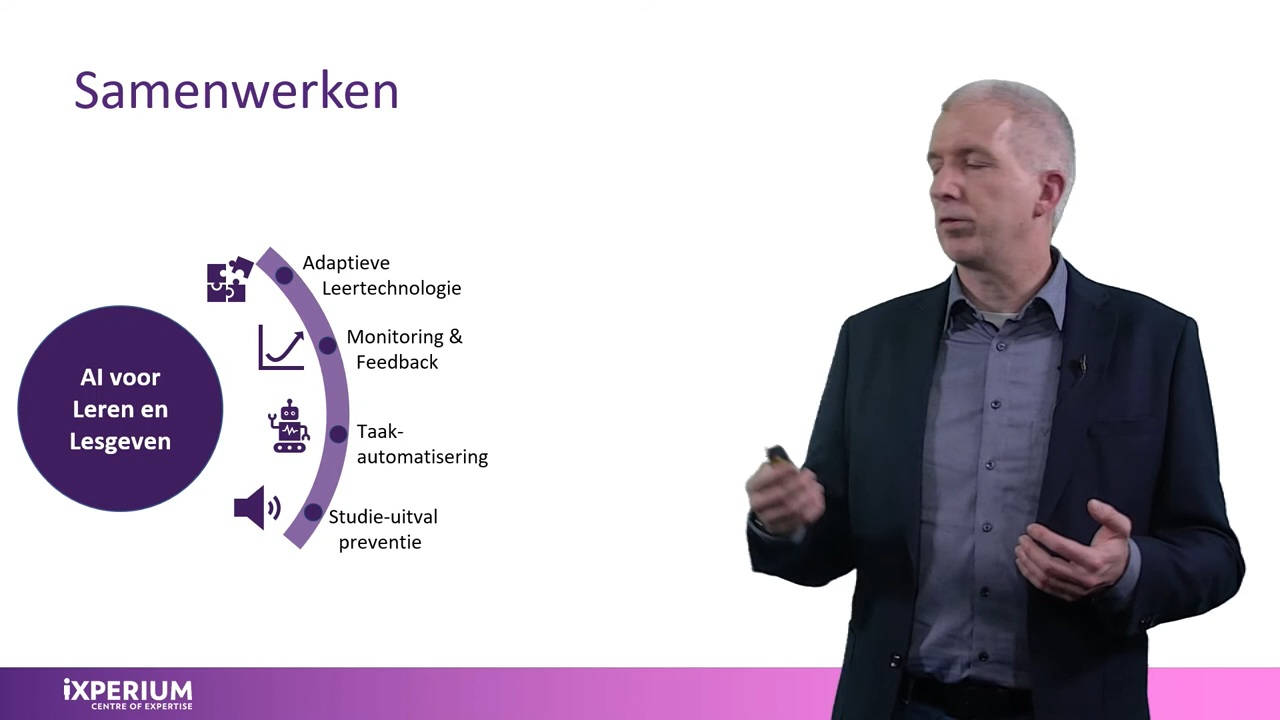 Samenwerken
AI voor
Leren en
Lesgeven
Adaptieve
Leertechnologie
Monitoring &
Feedback
Taak-
automatisering
Studie-uitval
preventie
iXPERIUM
CENTRE OF EXPERTISE